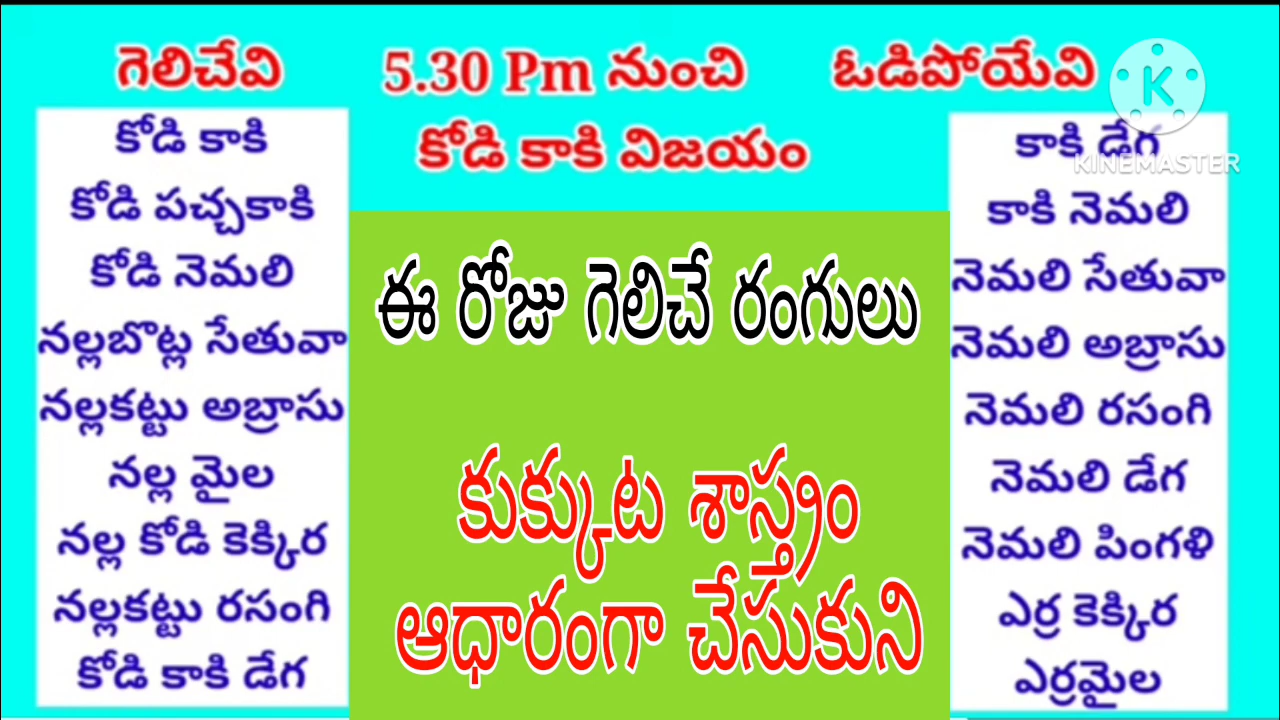 గెలిచేవి
5.30 Pm నుంచి
ఓడిపోయేవి
కోడి కాకి విజయం
కోడి కాకి
కోడి పచ్చకాకి
కోడి నెమలి
నల్లబొట్ల సేతువా
నల్లకట్టు అబ్రాసు
నల్ల మైల
నల్ల కోడి కెక్కిర
నల్లకట్టు రసంగి
కోడి కాకి డేగ
ఈ రోజు గెలిచే రంగులు
కుక్కుట శాస్త్రం
ఆధారంగా చేసుకుని
కాకి డేగ
కాకి నెమలి
నెమలి సేతువా
నెమలి అబ్రాసు
నెమలి రసంగి
నెమలి డేగ
నెమలి పింగళి
ఎర్ర కెక్కిర
ఎర్రమైల
K
KINEMASTER